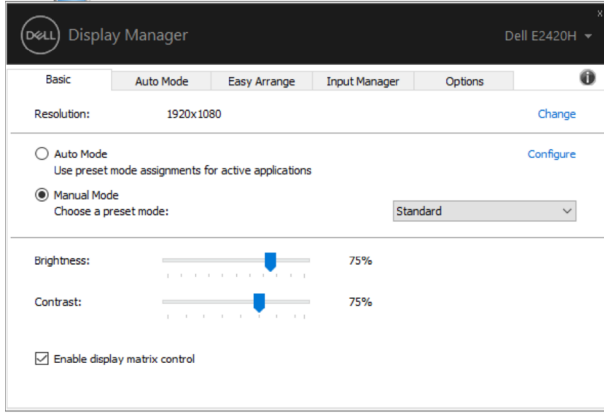 x
DELL Display Manager Dell E2420H
Basic Auto Mode Easy Arrange Input Manager Options
Resolution: 1920x1080 Change
Auto Mode Configure
Use preset mode assignments for active applications
Manual Mode
Choose a preset mode: Standard
Brightness: 75%
Contrast: 75%
Enable display matrix control